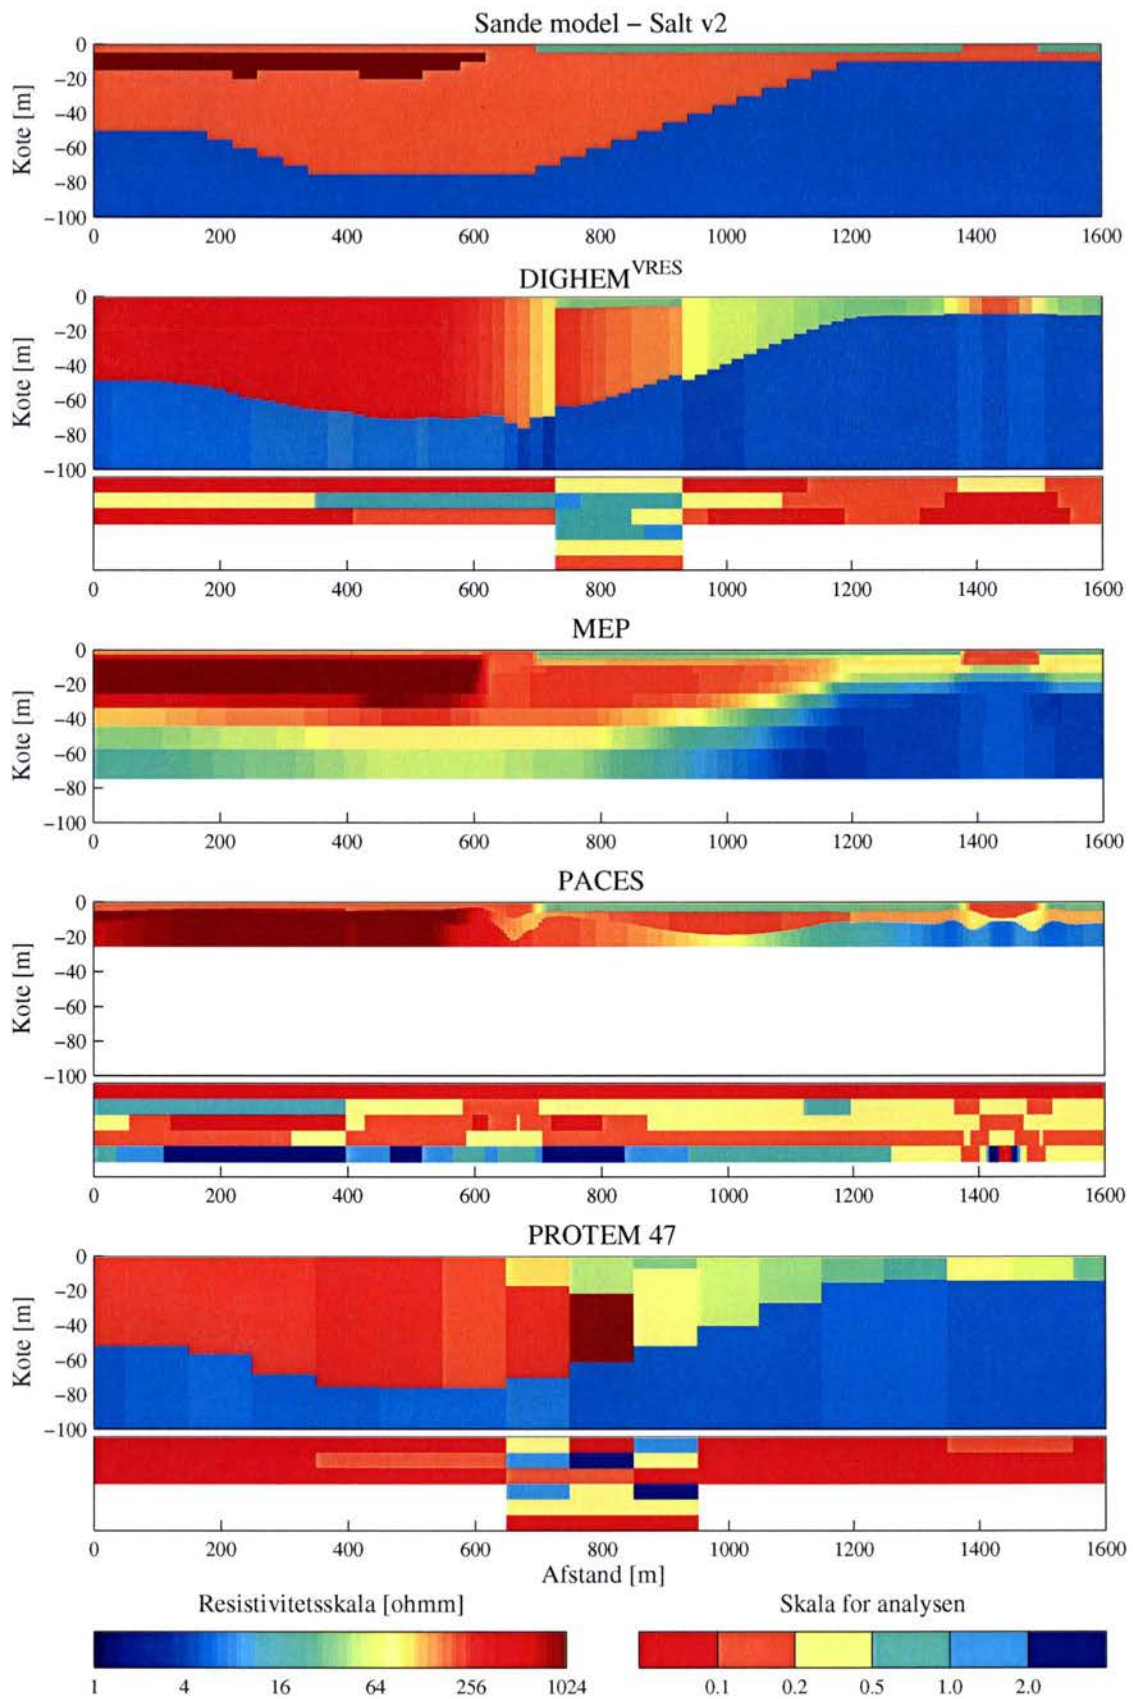 Sande model – Salt v2
0
−20
−40
−60
−80
−100
Kote [m]
0 200 400 600 800 1000 1200 1400 1600
DIGHEM^VRES
0
−20
−40
−60
−80
−100
Kote [m]
0 200 400 600 800 1000 1200 1400 1600
MEP
0
−20
−40
−60
−80
−100
Kote [m]
0 200 400 600 800 1000 1200 1400 1600
PACES
0
−20
−40
−60
−80
−100
Kote [m]
0 200 400 600 800 1000 1200 1400 1600
PROTEM 47
0
−20
−40
−60
−80
−100
Kote [m]
0 200 400 600 800 1000 1200 1400 1600
Afstand [m]
Resistivitetsskala [ohmm]
1 4 16 64 256 1024
Skala for analysen
0.1 0.2 0.5 1.0 2.0